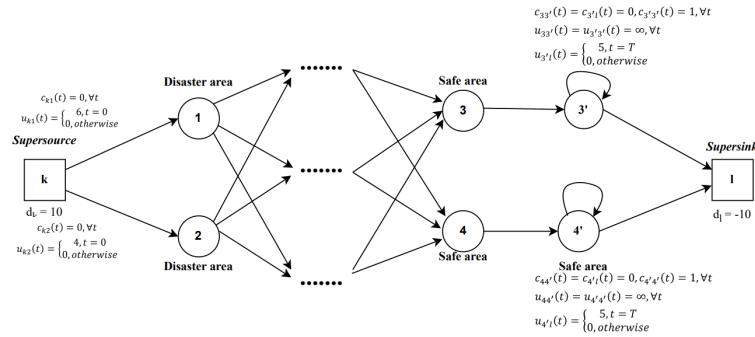 c33′(t) = c3′l(t) = 0, c3′3′(t) = 1, ∀t
u33′(t) = u3′3′(t) = ∞, ∀t
u3′l(t) = { 5, t = T
0, otherwise
Disaster area
Safe area
ck1(t) = 0, ∀t
uk1(t) = { 6, t = 0
0, otherwise
1
3
3'
Supersource
Supersink
k
l
dk = 10
dl = -10
ck2(t) = 0, ∀t
uk2(t) = { 4, t = 0
0, otherwise
2
4
4'
Disaster area
Safe area
Safe area
c44′(t) = c4′l(t) = 0, c4′4′(t) = 1, ∀t
u44′(t) = u4′4′(t) = ∞, ∀t
u4′l(t) = { 5, t = T
0, otherwise